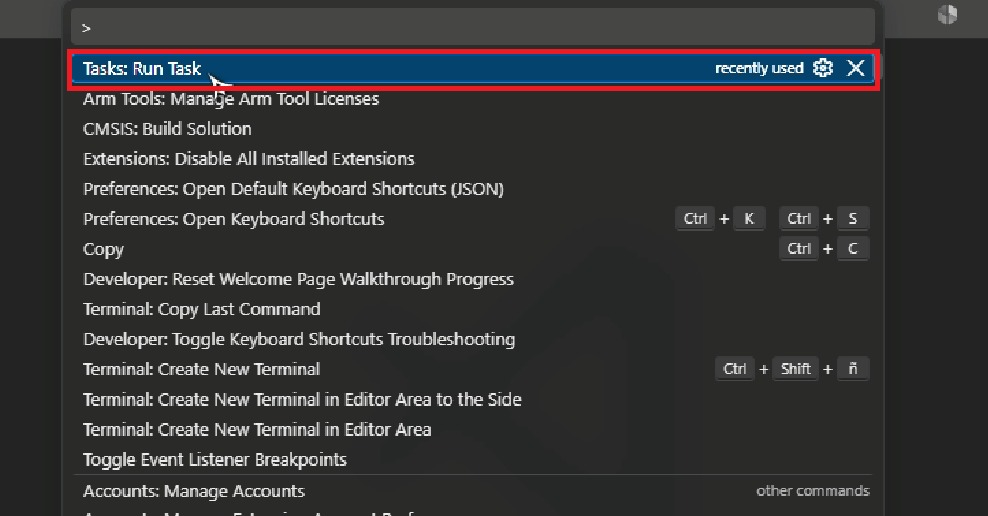 >
Tasks: Run Task recently used
Arm Tools: Manage Arm Tool Licenses
CMSIS: Build Solution
Extensions: Disable All Installed Extensions
Preferences: Open Default Keyboard Shortcuts (JSON)
Preferences: Open Keyboard Shortcuts Ctrl + K Ctrl + S
Copy Ctrl + C
Developer: Reset Welcome Page Walkthrough Progress
Terminal: Copy Last Command
Developer: Toggle Keyboard Shortcuts Troubleshooting
Terminal: Create New Terminal Ctrl + Shift + ñ
Terminal: Create New Terminal in Editor Area to the Side
Terminal: Create New Terminal in Editor Area
Toggle Event Listener Breakpoints
Accounts: Manage Accounts other commands